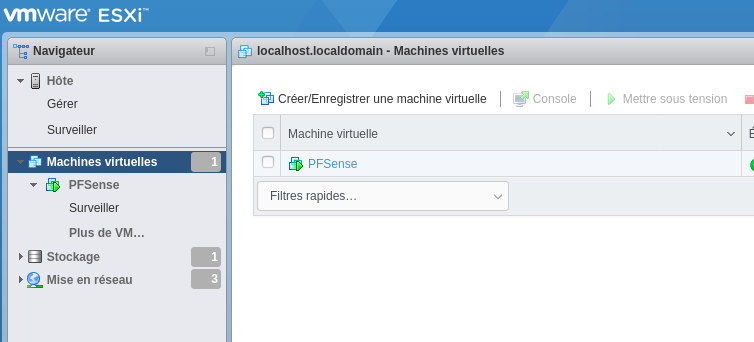 vmware ESXi™
Navigateur
localhost.localdomain - Machines virtuelles
Hôte
Gérer
Surveiller
Créer/Enregistrer une machine virtuelle
Console
Mettre sous tension
Machine virtuelle
Machines virtuelles
1
PFSense
PFSense
Surveiller
Filtres rapides…
Plus de VM…
Stockage
1
Mise en réseau
3